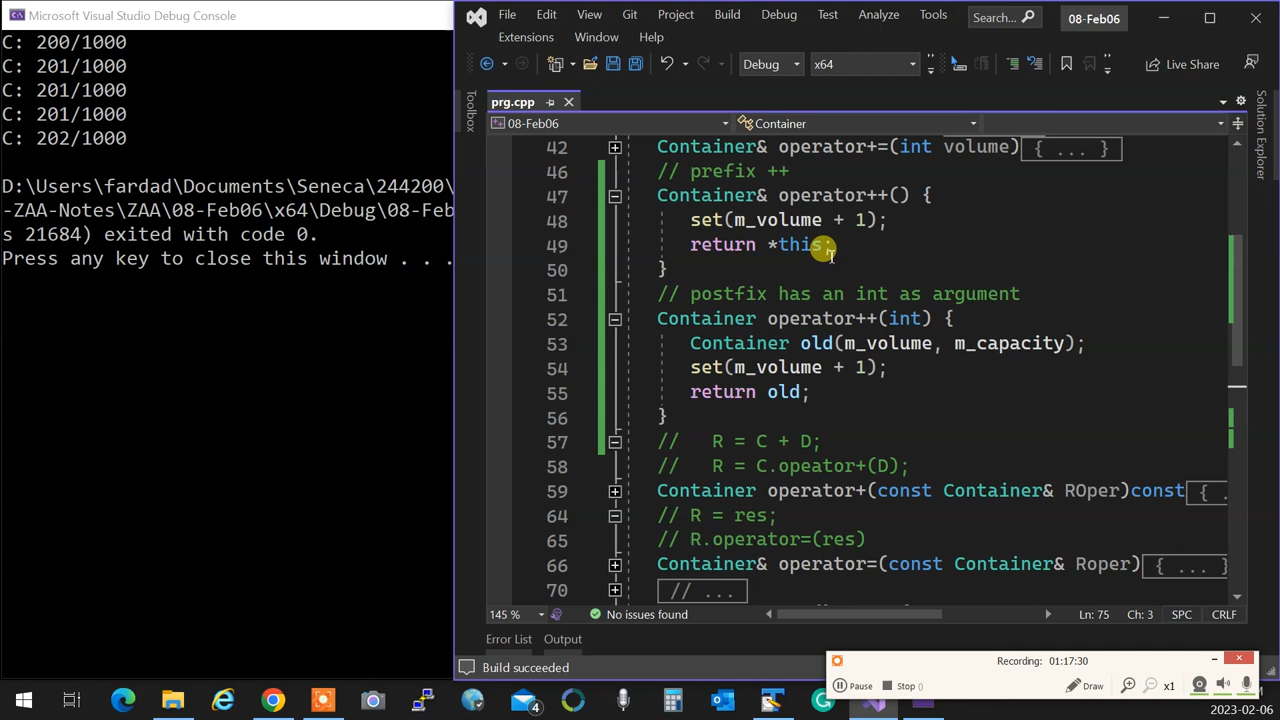 Microsoft Visual Studio Debug Console
C: 200/1000
C: 201/1000
C: 201/1000
C: 201/1000
C: 202/1000
D:\Users\fardad\Documents\Seneca\244200\
-ZAA-Notes\ZAA\08-Feb06\x64\Debug\08-Feb
s 21684) exited with code 0.
Press any key to close this window . . .
File Edit View Git Project Build Debug Test Analyze Tools Search... 08-Feb06
Extensions Window Help
Debug x64 Live Share
Toolbox
prg.cpp
08-Feb06 Container
42 Container& operator+=(int volume){ ... }
46 // prefix ++
47 Container& operator++() {
48 set(m_volume + 1);
49 return *this;
50 }
51 // postfix has an int as argument
52 Container operator++(int) {
53 Container old(m_volume, m_capacity);
54 set(m_volume + 1);
55 return old;
56 }
57 // R = C + D;
58 // R = C.opeator+(D);
59 Container operator+(const Container& ROper)const{ .
64 // R = res;
65 // R.operator=(res)
66 Container& operator=(const Container& Roper){ ... }
70 // ...
Solution Explorer
145 % No issues found Ln: 75 Ch: 3 SPC CRLF
Error List Output
Build succeeded
Recording: 01:17:30
Pause Stop () Draw x1
4
2023-02-06